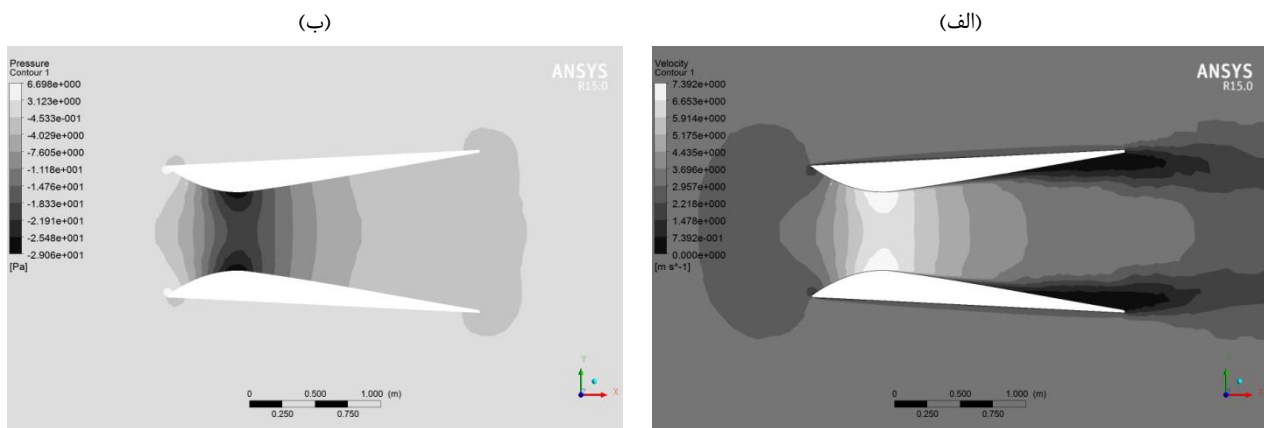 (ب)
(الف)
Pressure
Contour 1
6.698e+000
3.123e+000
-4.533e-001
-4.029e+000
-7.605e+000
-1.118e+001
-1.476e+001
-1.833e+001
-2.191e+001
-2.548e+001
-2.906e+001
[Pa]
ANSYS
R15.0
0 0.500 1.000 (m)
0.250 0.750
Y
X
Velocity
Contour 1
7.392e+000
6.653e+000
5.914e+000
5.175e+000
4.435e+000
3.696e+000
2.957e+000
2.218e+000
1.478e+000
7.392e-001
0.000e+000
[m s^-1]
ANSYS
R15.0
0 0.500 1.000 (m)
0.250 0.750
Y
X